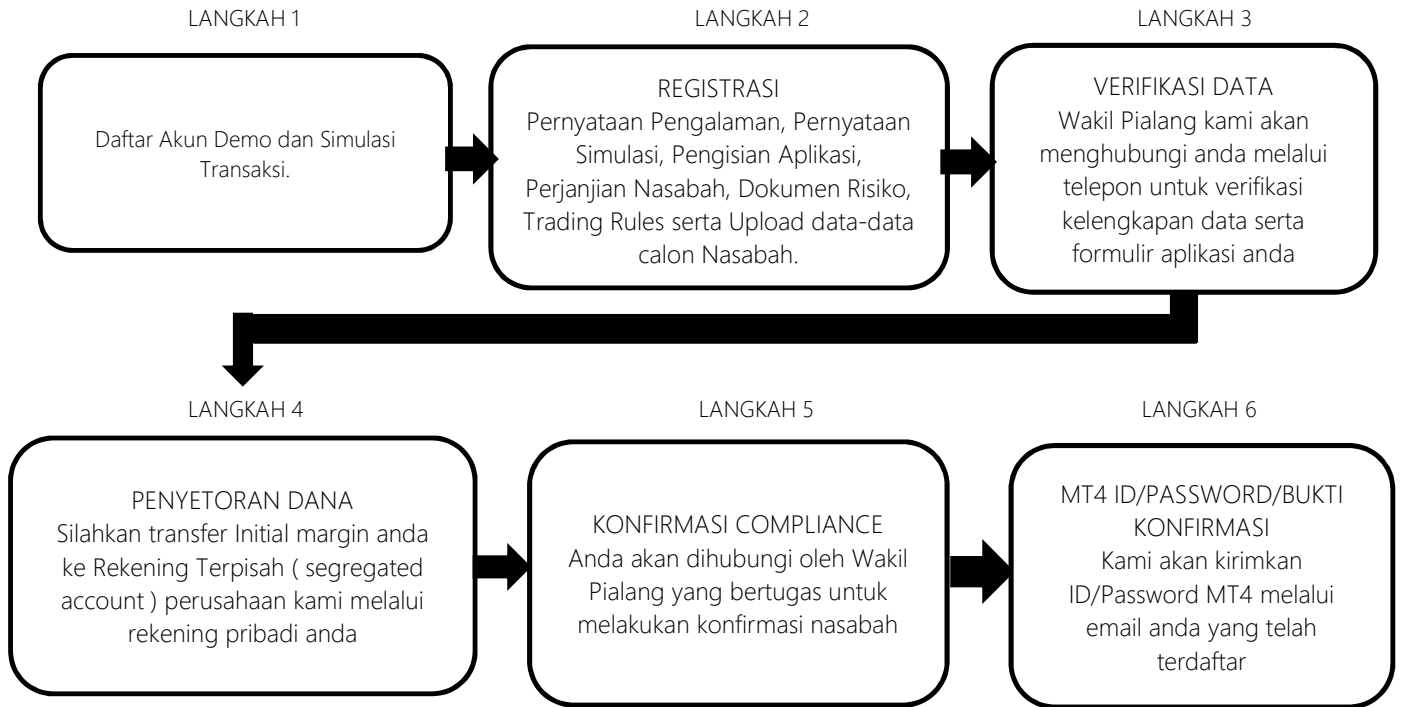 LANGKAH 1
Daftar Akun Demo dan Simulasi
Transaksi.
LANGKAH 2
REGISTRASI
Pernyataan Pengalaman, Pernyataan
Simulasi, Pengisian Aplikasi,
Perjanjian Nasabah, Dokumen Risiko,
Trading Rules serta Upload data-data
calon Nasabah.
LANGKAH 3
VERIFIKASI DATA
Wakil Pialang kami akan
menghubungi anda melalui
telepon untuk verifikasi
kelengkapan data serta
formulir aplikasi anda
LANGKAH 4
PENYETORAN DANA
Silahkan transfer Initial margin anda
ke Rekening Terpisah ( segregated
account ) perusahaan kami melalui
rekening pribadi anda
LANGKAH 5
KONFIRMASI COMPLIANCE
Anda akan dihubungi oleh Wakil
Pialang yang bertugas untuk
melakukan konfirmasi nasabah
LANGKAH 6
MT4 ID/PASSWORD/BUKTI
KONFIRMASI
Kami akan kirimkan
ID/Password MT4 melalui
email anda yang telah
terdaftar